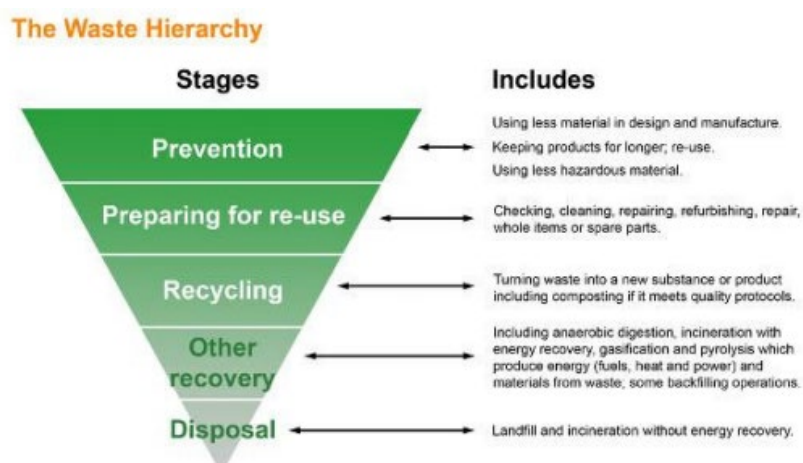 The Waste Hierarchy
Stages
Includes
Prevention
Using less material in design and manufacture.
Keeping products for longer; re-use.
Using less hazardous material.
Preparing for re-use
Checking, cleaning, repairing, refurbishing, repair,
whole items or spare parts.
Recycling
Turning waste into a new substance or product
including composting if it meets quality protocols.
Other
recovery
Including anaerobic digestion, incineration with
energy recovery, gasification and pyrolysis which
produce energy (fuels, heat and power) and
materials from waste; some backfilling operations.
Disposal
Landfill and incineration without energy recovery.